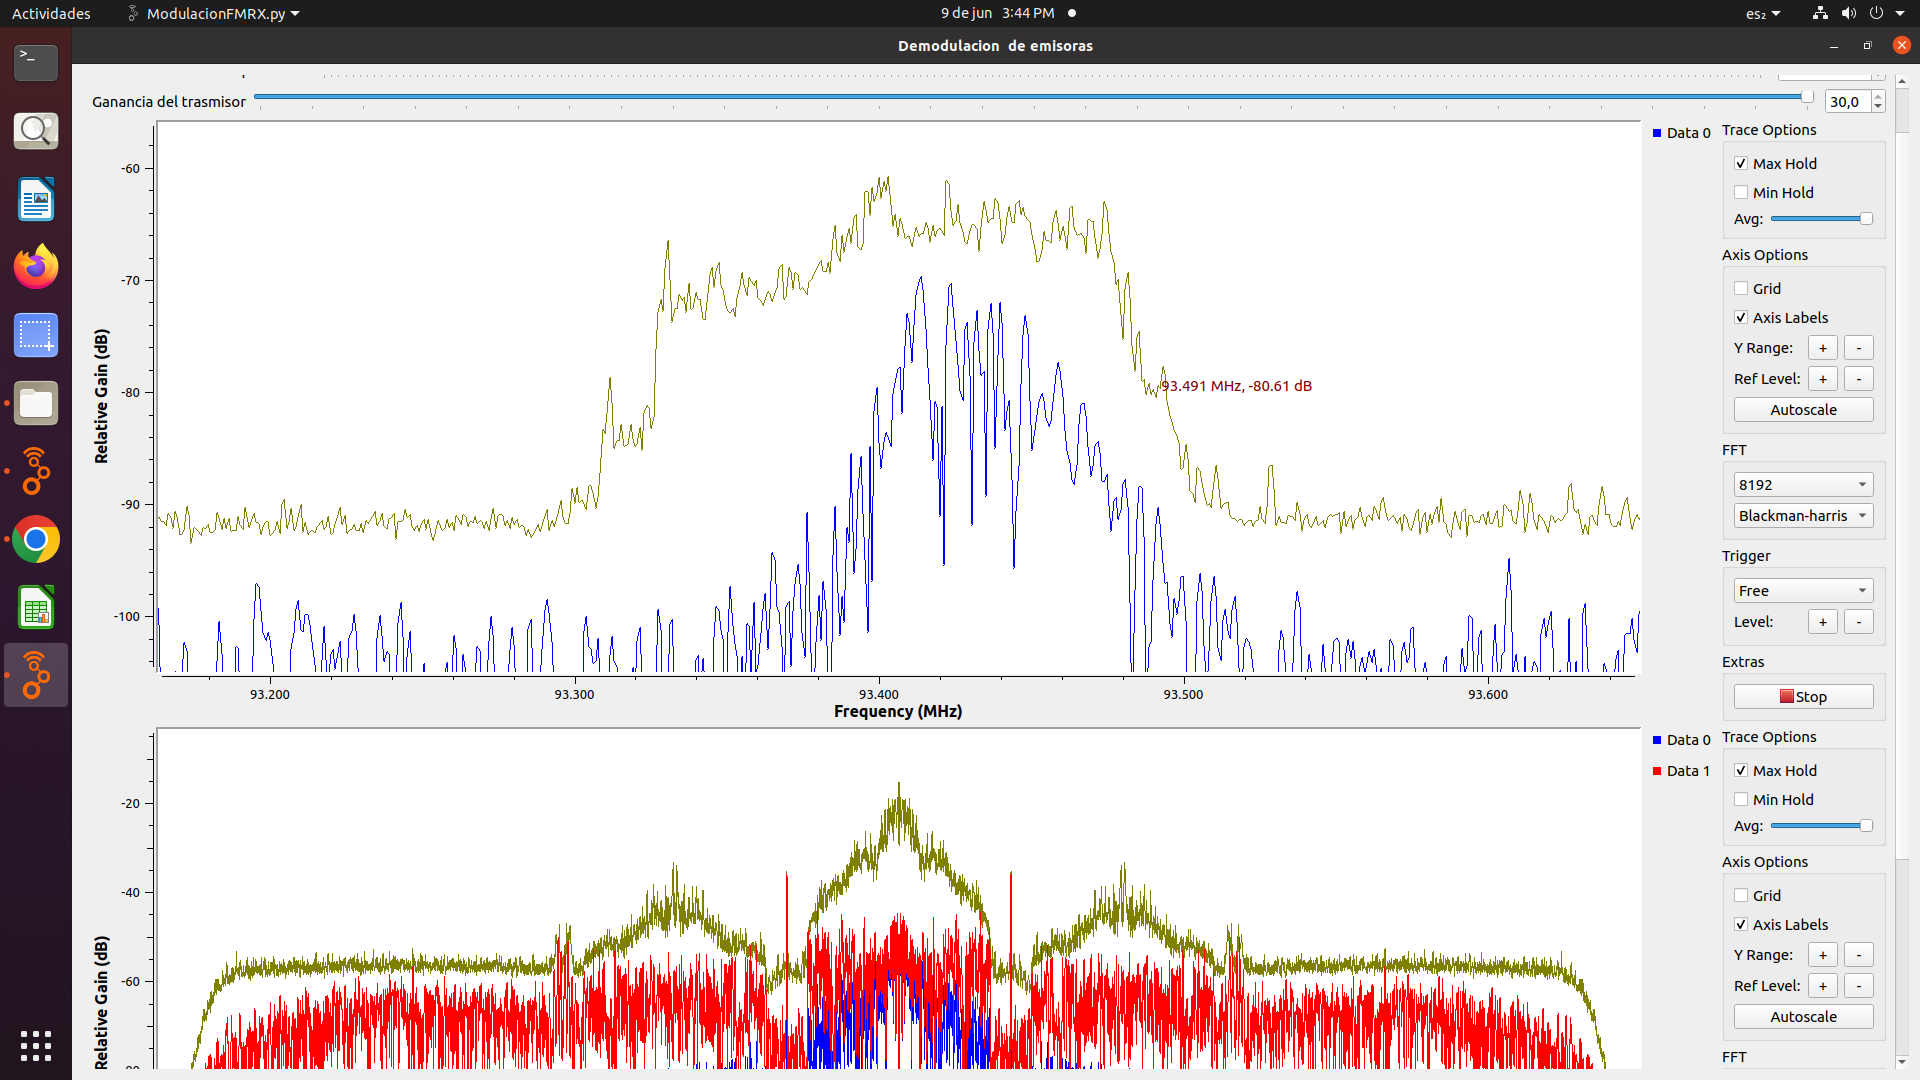 Actividades ModulacionFMRX.py 9 de jun 3:44 PM es₂
Demodulacion de emisoras
Ganancia del trasmisor 30,0
Data 0
Relative Gain (dB)
-60
-70
-80
-90
-100
93.491 MHz, -80.61 dB
93.200 93.300 93.400 93.500 93.600
Frequency (MHz)
Trace Options
Max Hold
Min Hold
Avg:
Axis Options
Grid
Axis Labels
Y Range: + -
Ref Level: + -
Autoscale
FFT
8192
Blackman-harris
Trigger
Free
Level: + -
Extras
Stop
Data 0
Data 1
Relative Gain (dB)
-20
-40
-60
Trace Options
Max Hold
Min Hold
Avg:
Axis Options
Grid
Axis Labels
Y Range: + -
Ref Level: + -
Autoscale
FFT